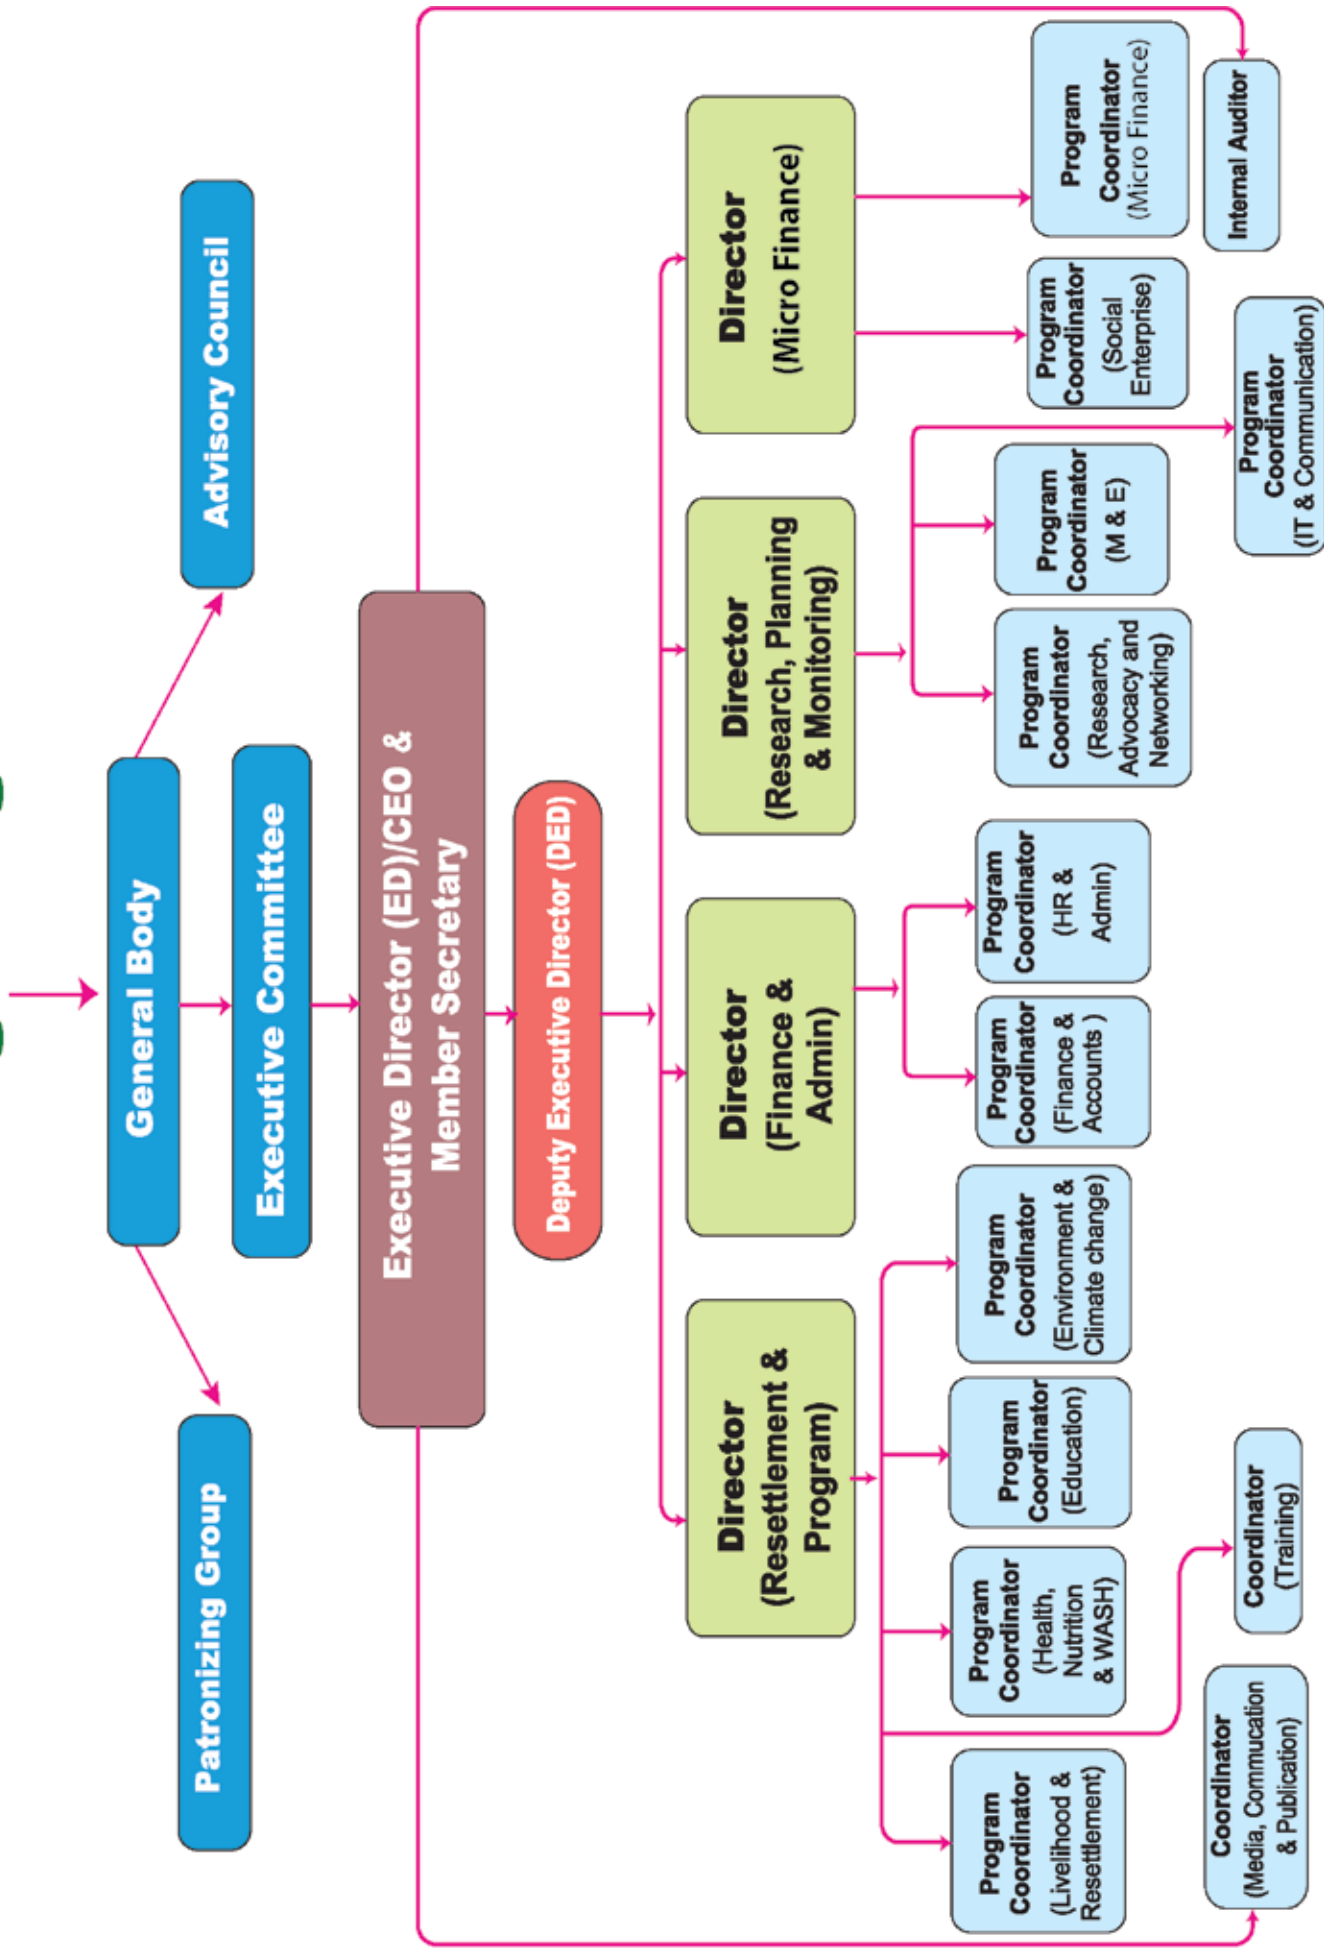 General Body
Patronizing Group
Advisory Council
Executive Committee
Executive Director (ED)/CEO &
Member Secretary
Deputy Executive Director (DED)
Director
(Resettlement &
Program)
Director
(Finance &
Admin)
Director
(Research, Planning
& Monitoring)
Director
(Micro Finance)
Program
Coordinator
(Livelihood &
Resettlement)
Program
Coordinator
(Health,
Nutrition
& WASH)
Program
Coordinator
(Education)
Program
Coordinator
(Environment &
Climate change)
Program
Coordinator
(Finance &
Accounts )
Program
Coordinator
(HR &
Admin)
Program
Coordinator
(Research,
Advocacy and
Networking)
Program
Coordinator
(M & E)
Program
Coordinator
(Social
Enterprise)
Program
Coordinator
(Micro Finance)
Coordinator
(Media, Commucation
& Publication)
Coordinator
(Training)
Program
Coordinator
(IT & Communication)
Internal Auditor